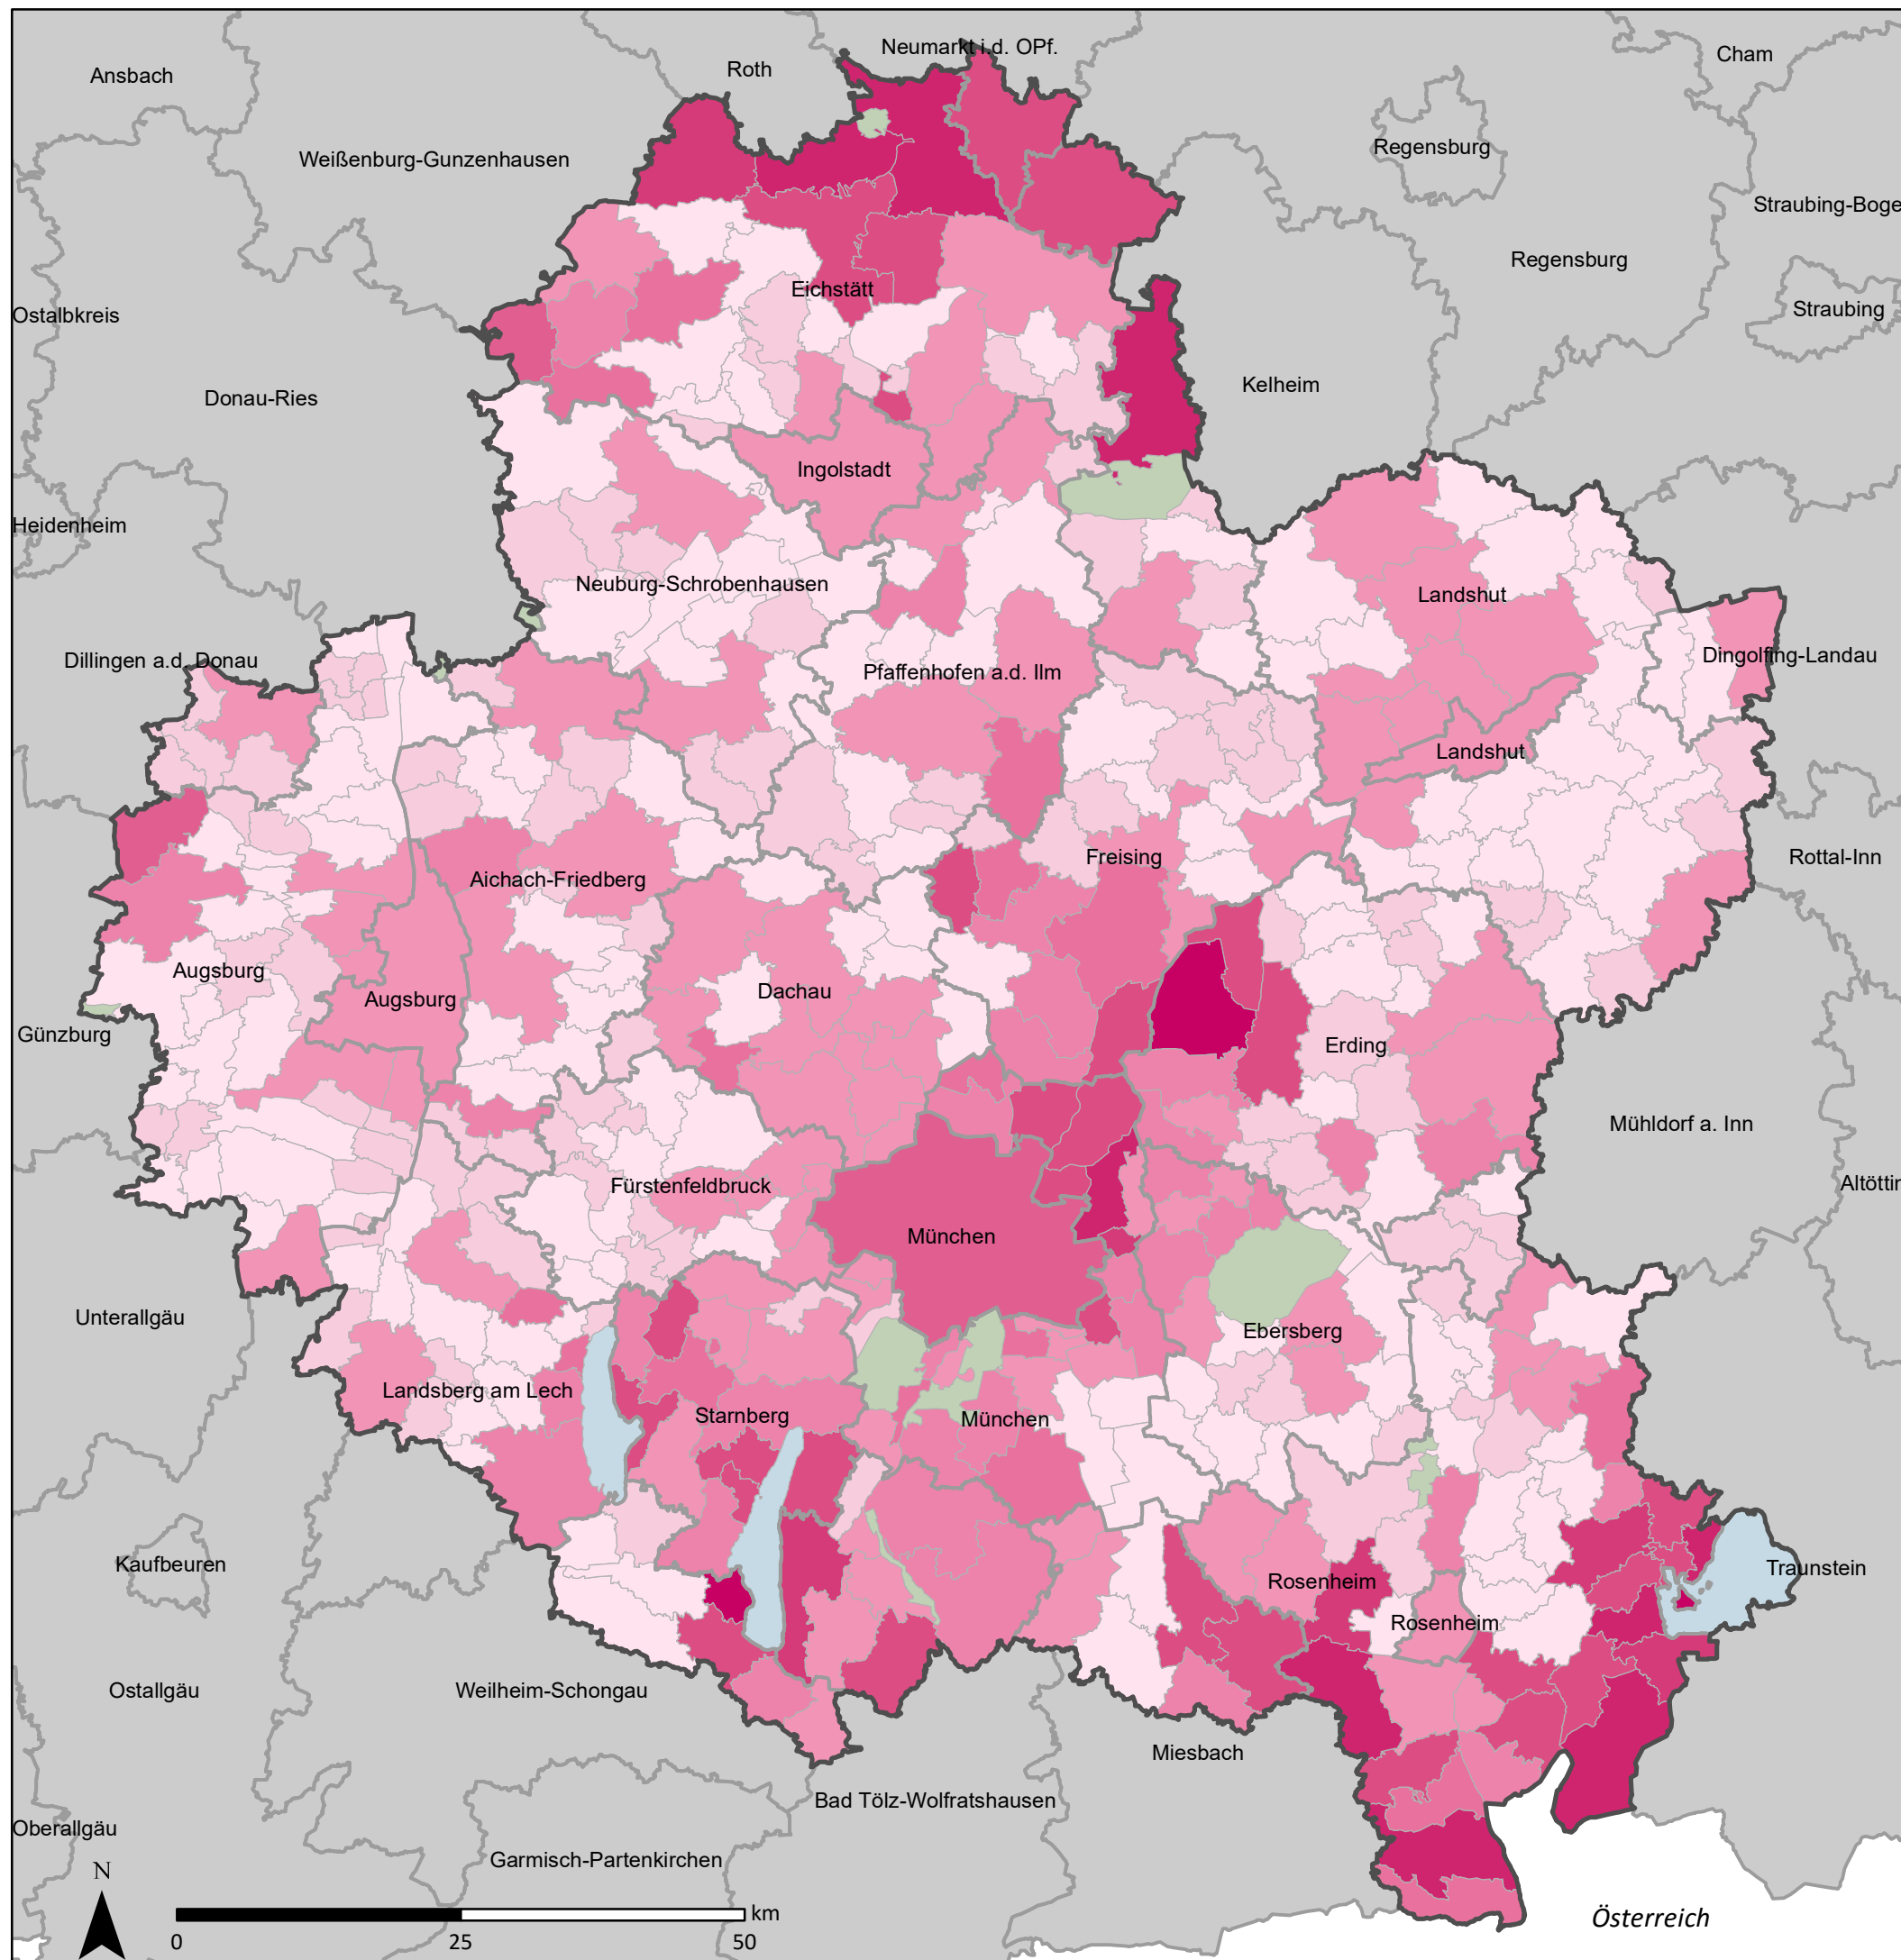 Neumarkt i.d. OPf.
Cham
Roth
Ansbach
Regensburg
Weißenburg-Gunzenhausen
Straubing-Boge
Regensburg
Eichstätt
Straubing
Ostalbkreis
Kelheim
Donau-Ries
Ingolstadt
Heidenheim
Neuburg-Schrobenhausen
Landshut
Dingolfing-Landau
Dillingen a.d. Donau
Pfaffenhofen a.d. Ilm
Landshut
Freising
Rottal-Inn
Aichach-Friedberg
Augsburg
Dachau
Augsburg
Günzburg
Erding
Mühldorf a. Inn
Fürstenfeldbruck
Altöttin
München
Unterallgäu
Ebersberg
Landsberg am Lech
Starnberg
München
Kaufbeuren
Traunstein
Rosenheim
Rosenheim
Ostallgäu
Weilheim-Schongau
Miesbach
Bad Tölz-Wolfratshausen
Oberallgäu
Garmisch-Partenkirchen
N
km
Österreich
0 25 50